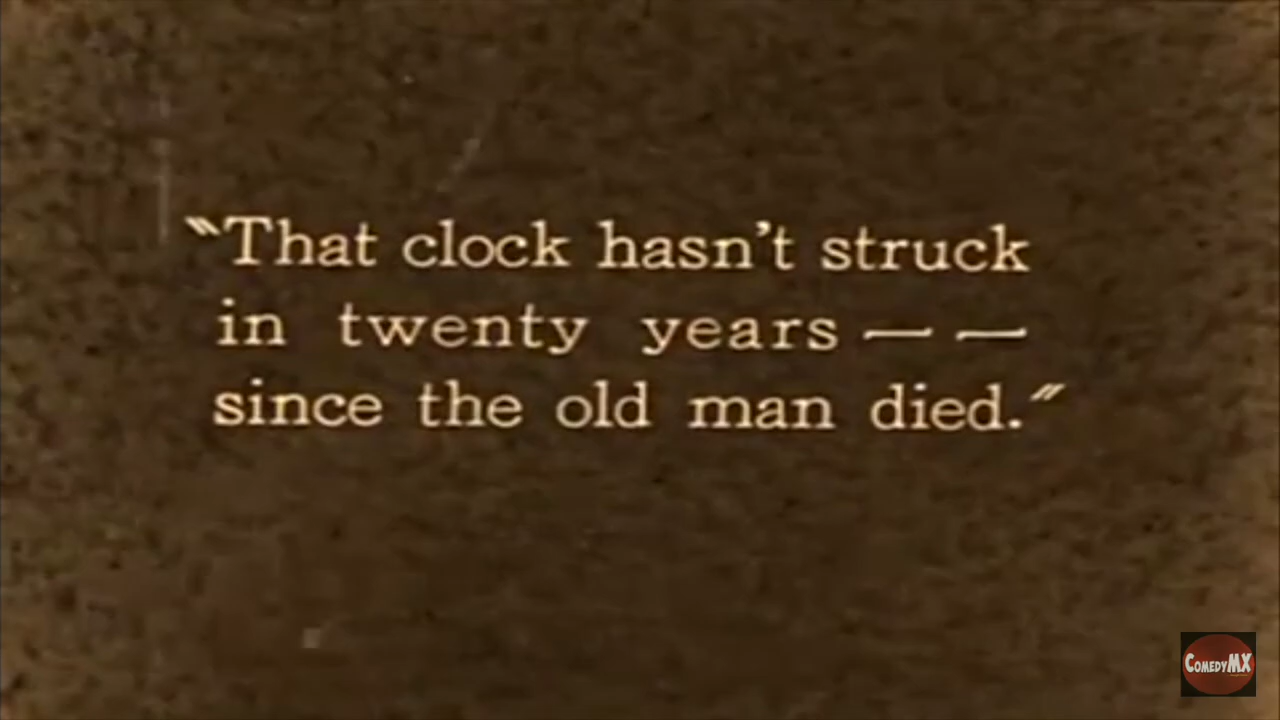 "That clock hasn't struck
in twenty years — —
since the old man died."
COMEDYMX